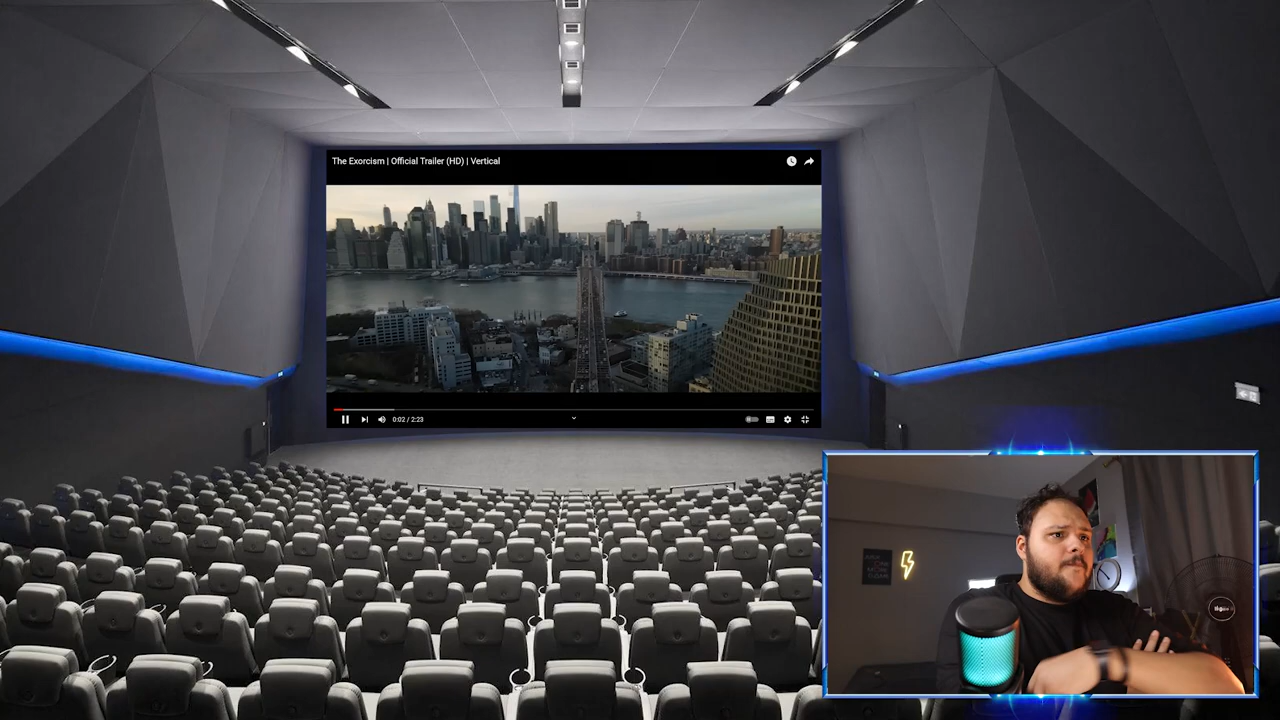 The Exorcism | Official Trailer (HD) | Vertical
0:02 / 2:23